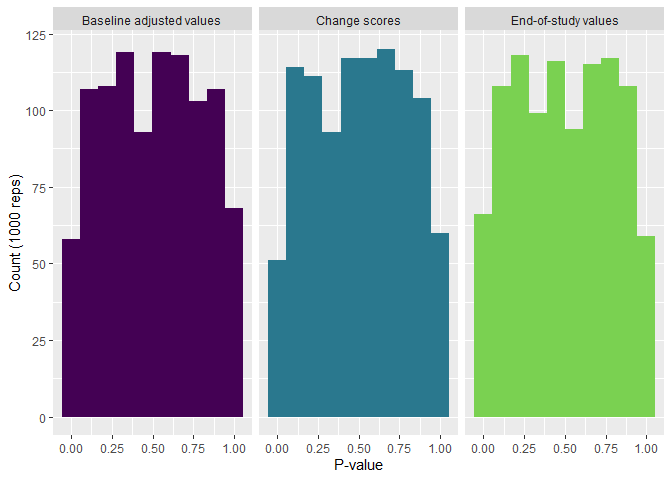 Baseline adjusted values
Change scores
End-of-study values
125
100
75
50
25
0
Count (1000 reps)
0.00 0.25 0.50 0.75 1.00
0.00 0.25 0.50 0.75 1.00
0.00 0.25 0.50 0.75 1.00
P-value